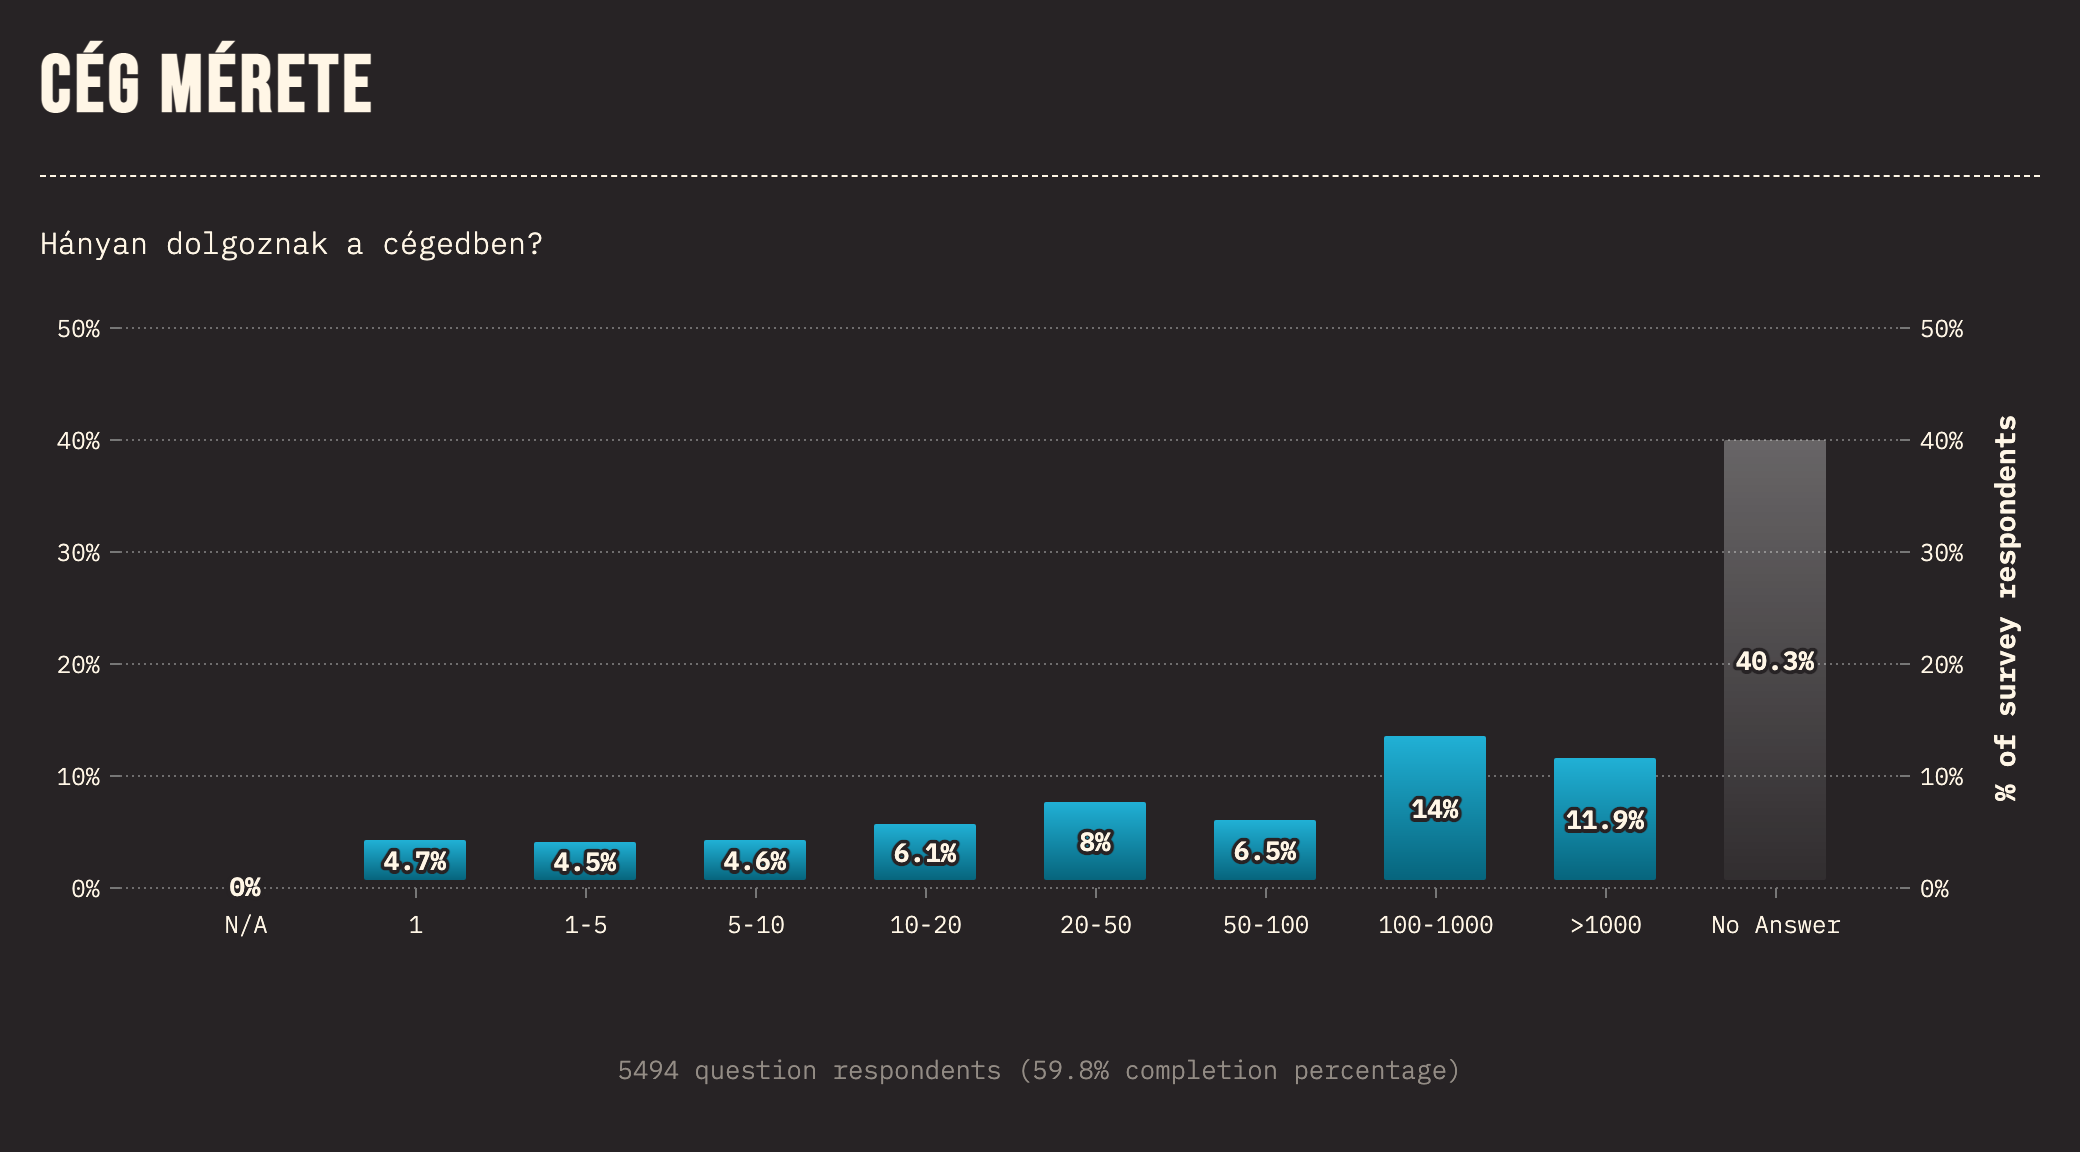 CÉG MÉRETE
Hányan dolgoznak a cégedben?
50% 50%
40% 40%
30% 30%
20% 20%
10% 10%
0% 0%
% of survey respoupents
0% 4.7% 4.5% 4.6% 6.1% 8% 6.5% 14% 11.9% 40.3%
N/A 1 1-5 5-10 10-20 20-50 50-100 100-1000 >1000 No Answer
5494 question respondents (59.8% completion percentage)